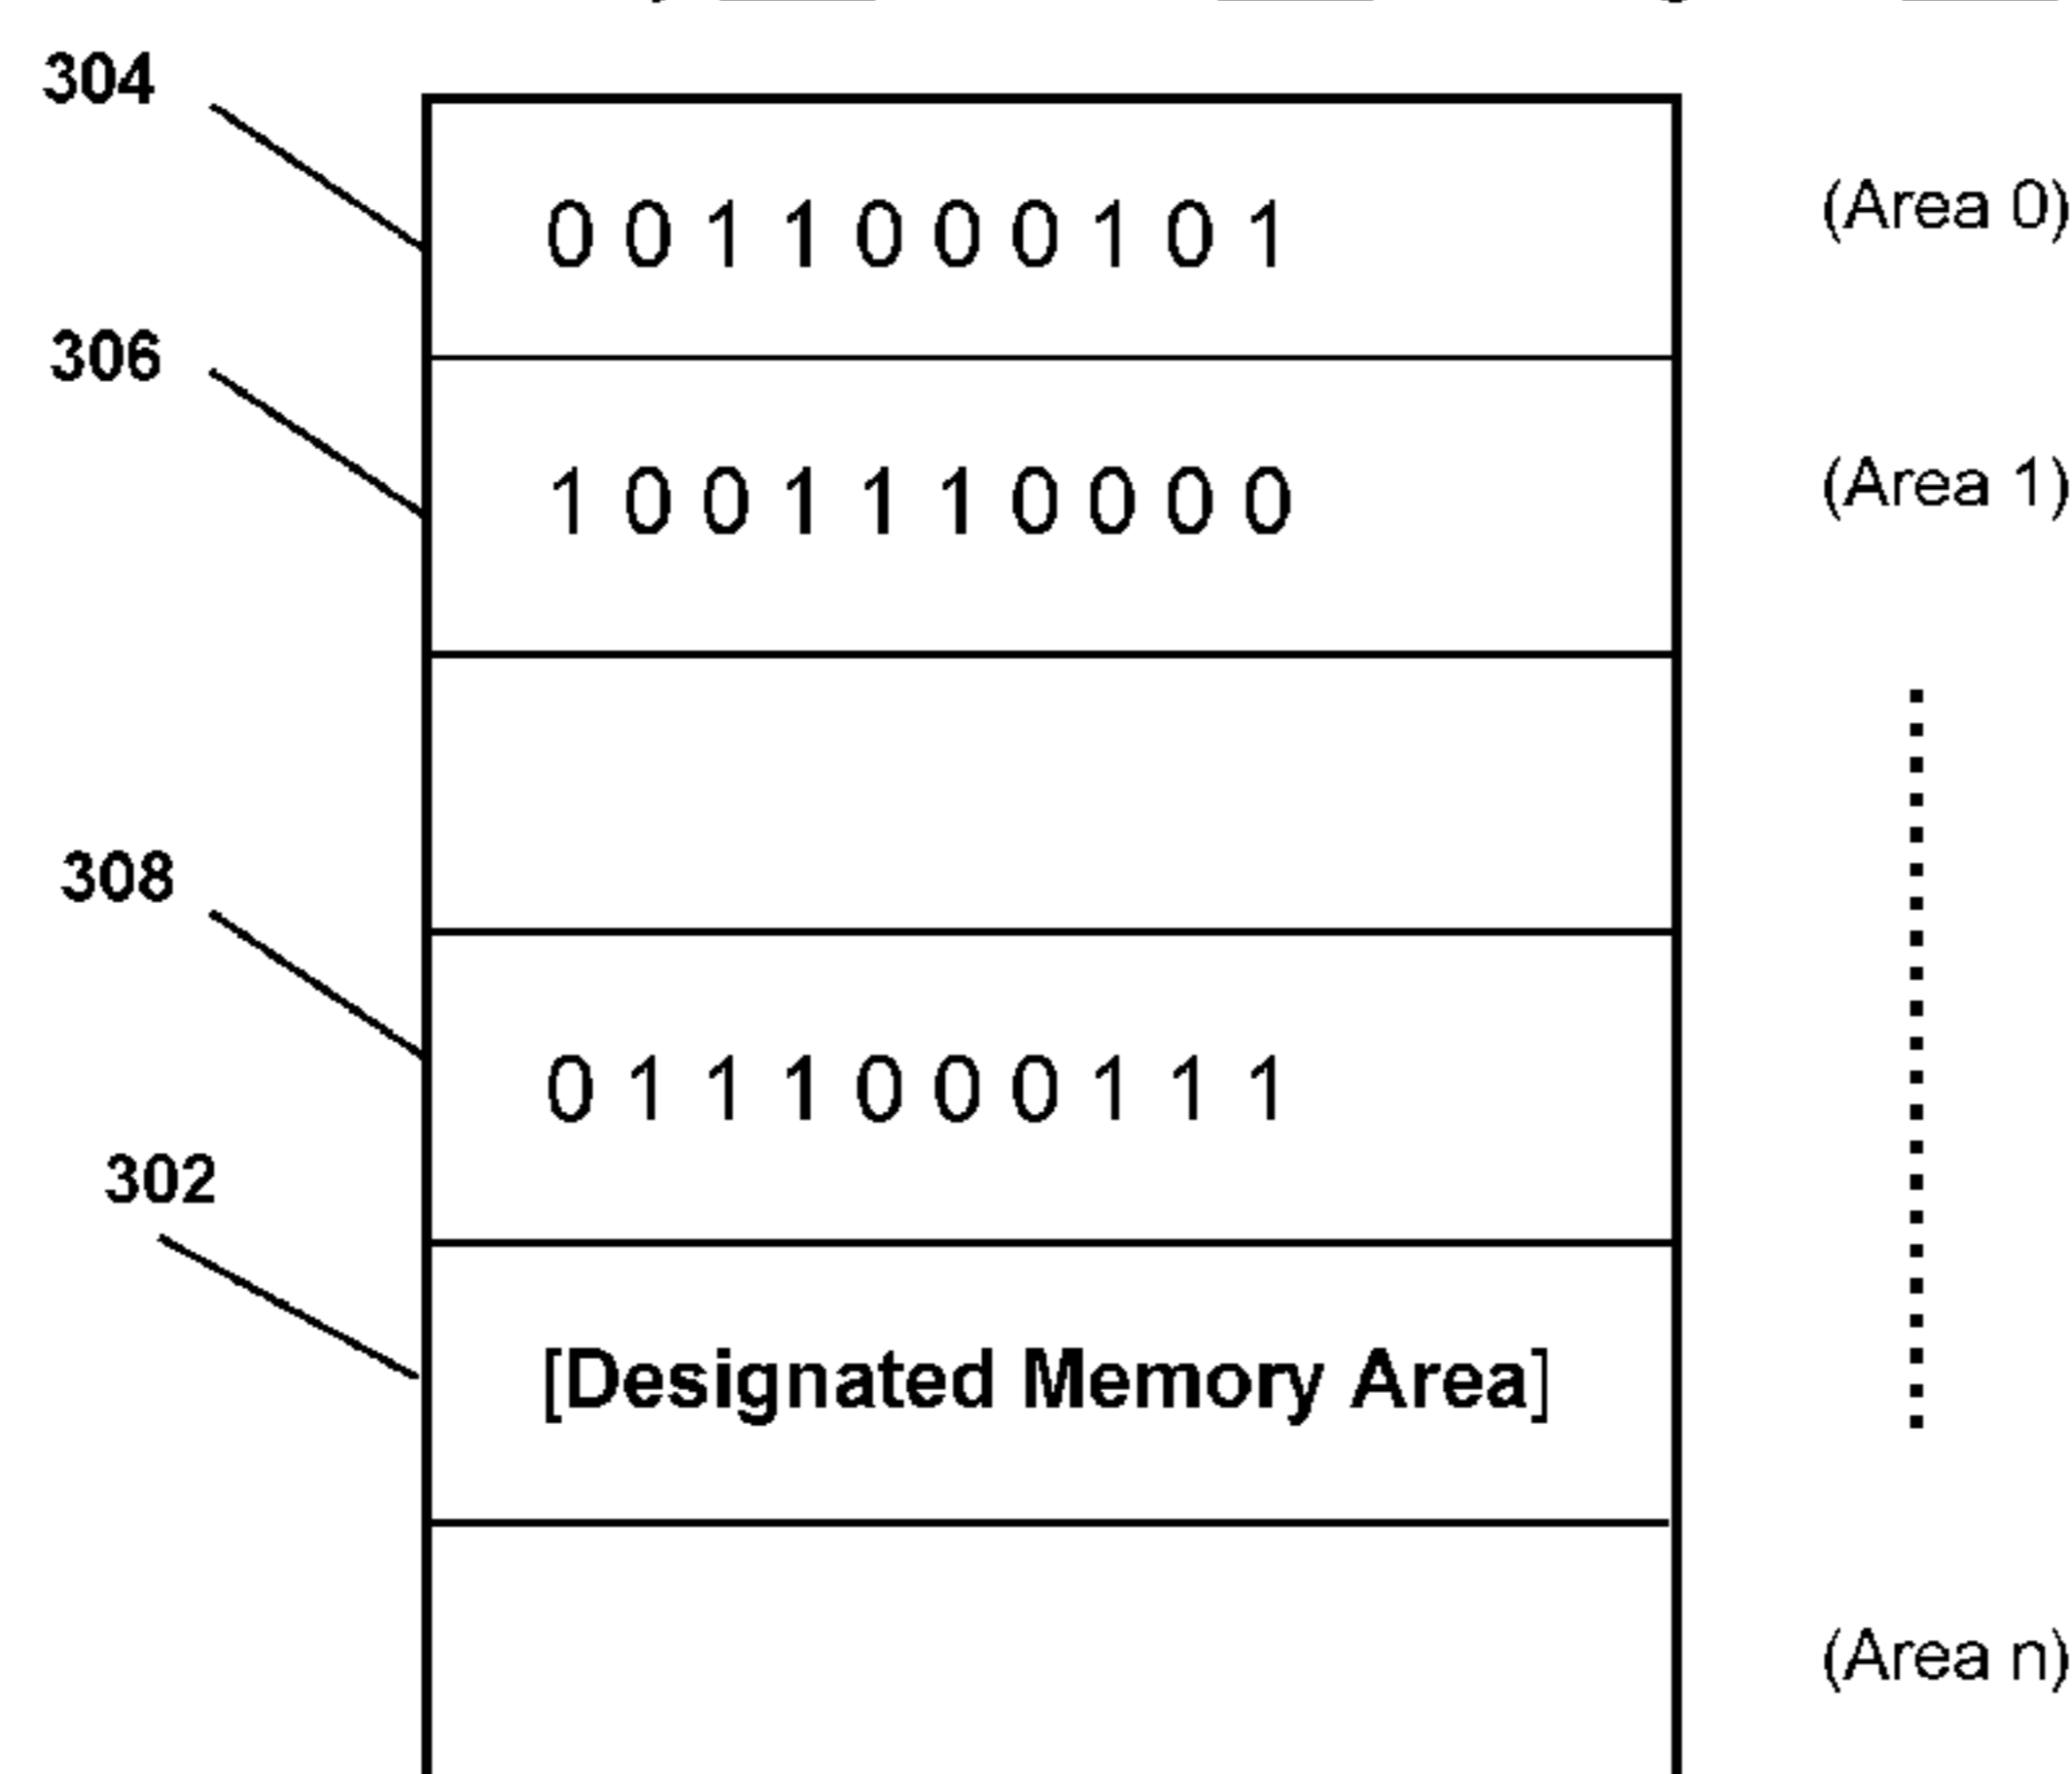 304
0 0 1 1 0 0 0 1 0 1 (Area 0)
306
1 0 0 1 1 1 0 0 0 0 (Area 1)
308
0 1 1 1 0 0 0 1 1 1
302
[Designated Memory Area]
(Area n)